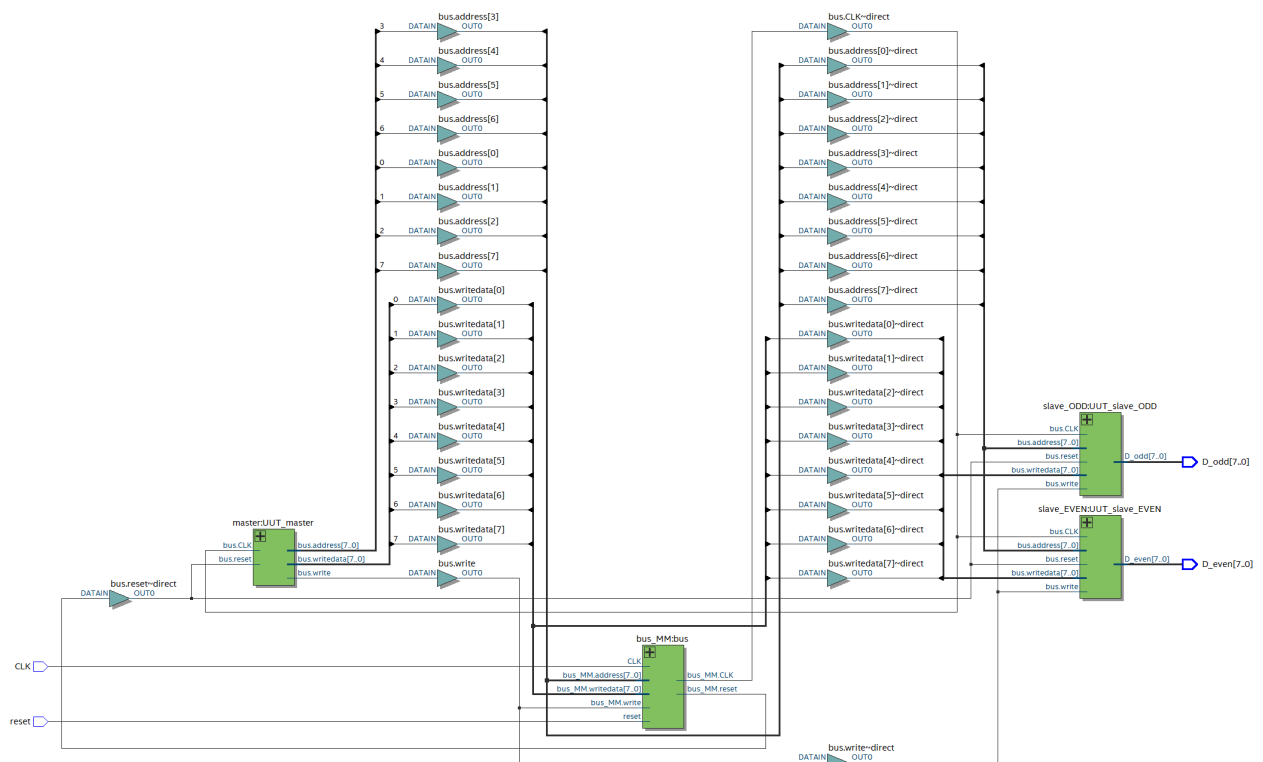 bus.address[3]
3 DATAIN OUT0
bus.address[4]
4 DATAIN OUT0
bus.address[5]
5 DATAIN OUT0
bus.address[6]
6 DATAIN OUT0
bus.address[0]
0 DATAIN OUT0
bus.address[1]
1 DATAIN OUT0
bus.address[2]
2 DATAIN OUT0
bus.address[7]
7 DATAIN OUT0
bus.writedata[0]
0 DATAIN OUT0
bus.writedata[1]
1 DATAIN OUT0
bus.writedata[2]
2 DATAIN OUT0
bus.writedata[3]
3 DATAIN OUT0
bus.writedata[4]
4 DATAIN OUT0
bus.writedata[5]
5 DATAIN OUT0
bus.writedata[6]
6 DATAIN OUT0
bus.writedata[7]
7 DATAIN OUT0
bus.write
DATAIN OUT0
master:UUT_master
bus.CLK
bus.reset
bus.address[7..0]
bus.writedata[7..0]
bus.write
bus.reset~direct
DATAIN OUT0
CLK
reset
bus_MM:bus
CLK
bus_MM.address[7..0]
bus_MM.writedata[7..0]
bus_MM.write
reset
bus_MM.CLK
bus_MM.reset
bus.CLK~direct
DATAIN OUT0
bus.address[0]~direct
DATAIN OUT0
bus.address[1]~direct
DATAIN OUT0
bus.address[2]~direct
DATAIN OUT0
bus.address[3]~direct
DATAIN OUT0
bus.address[4]~direct
DATAIN OUT0
bus.address[5]~direct
DATAIN OUT0
bus.address[6]~direct
DATAIN OUT0
bus.address[7]~direct
DATAIN OUT0
bus.writedata[0]~direct
DATAIN OUT0
bus.writedata[1]~direct
DATAIN OUT0
bus.writedata[2]~direct
DATAIN OUT0
bus.writedata[3]~direct
DATAIN OUT0
bus.writedata[4]~direct
DATAIN OUT0
bus.writedata[5]~direct
DATAIN OUT0
bus.writedata[6]~direct
DATAIN OUT0
bus.writedata[7]~direct
DATAIN OUT0
bus.write~direct
DATAIN OUT0
slave_ODD:UUT_slave_ODD
bus.CLK
bus.address[7..0]
bus.reset
bus.writedata[7..0]
bus.write
D_odd[7..0]
D_odd[7..0]
slave_EVEN:UUT_slave_EVEN
bus.CLK
bus.address[7..0]
bus.reset
bus.writedata[7..0]
bus.write
D_even[7..0]
D_even[7..0]